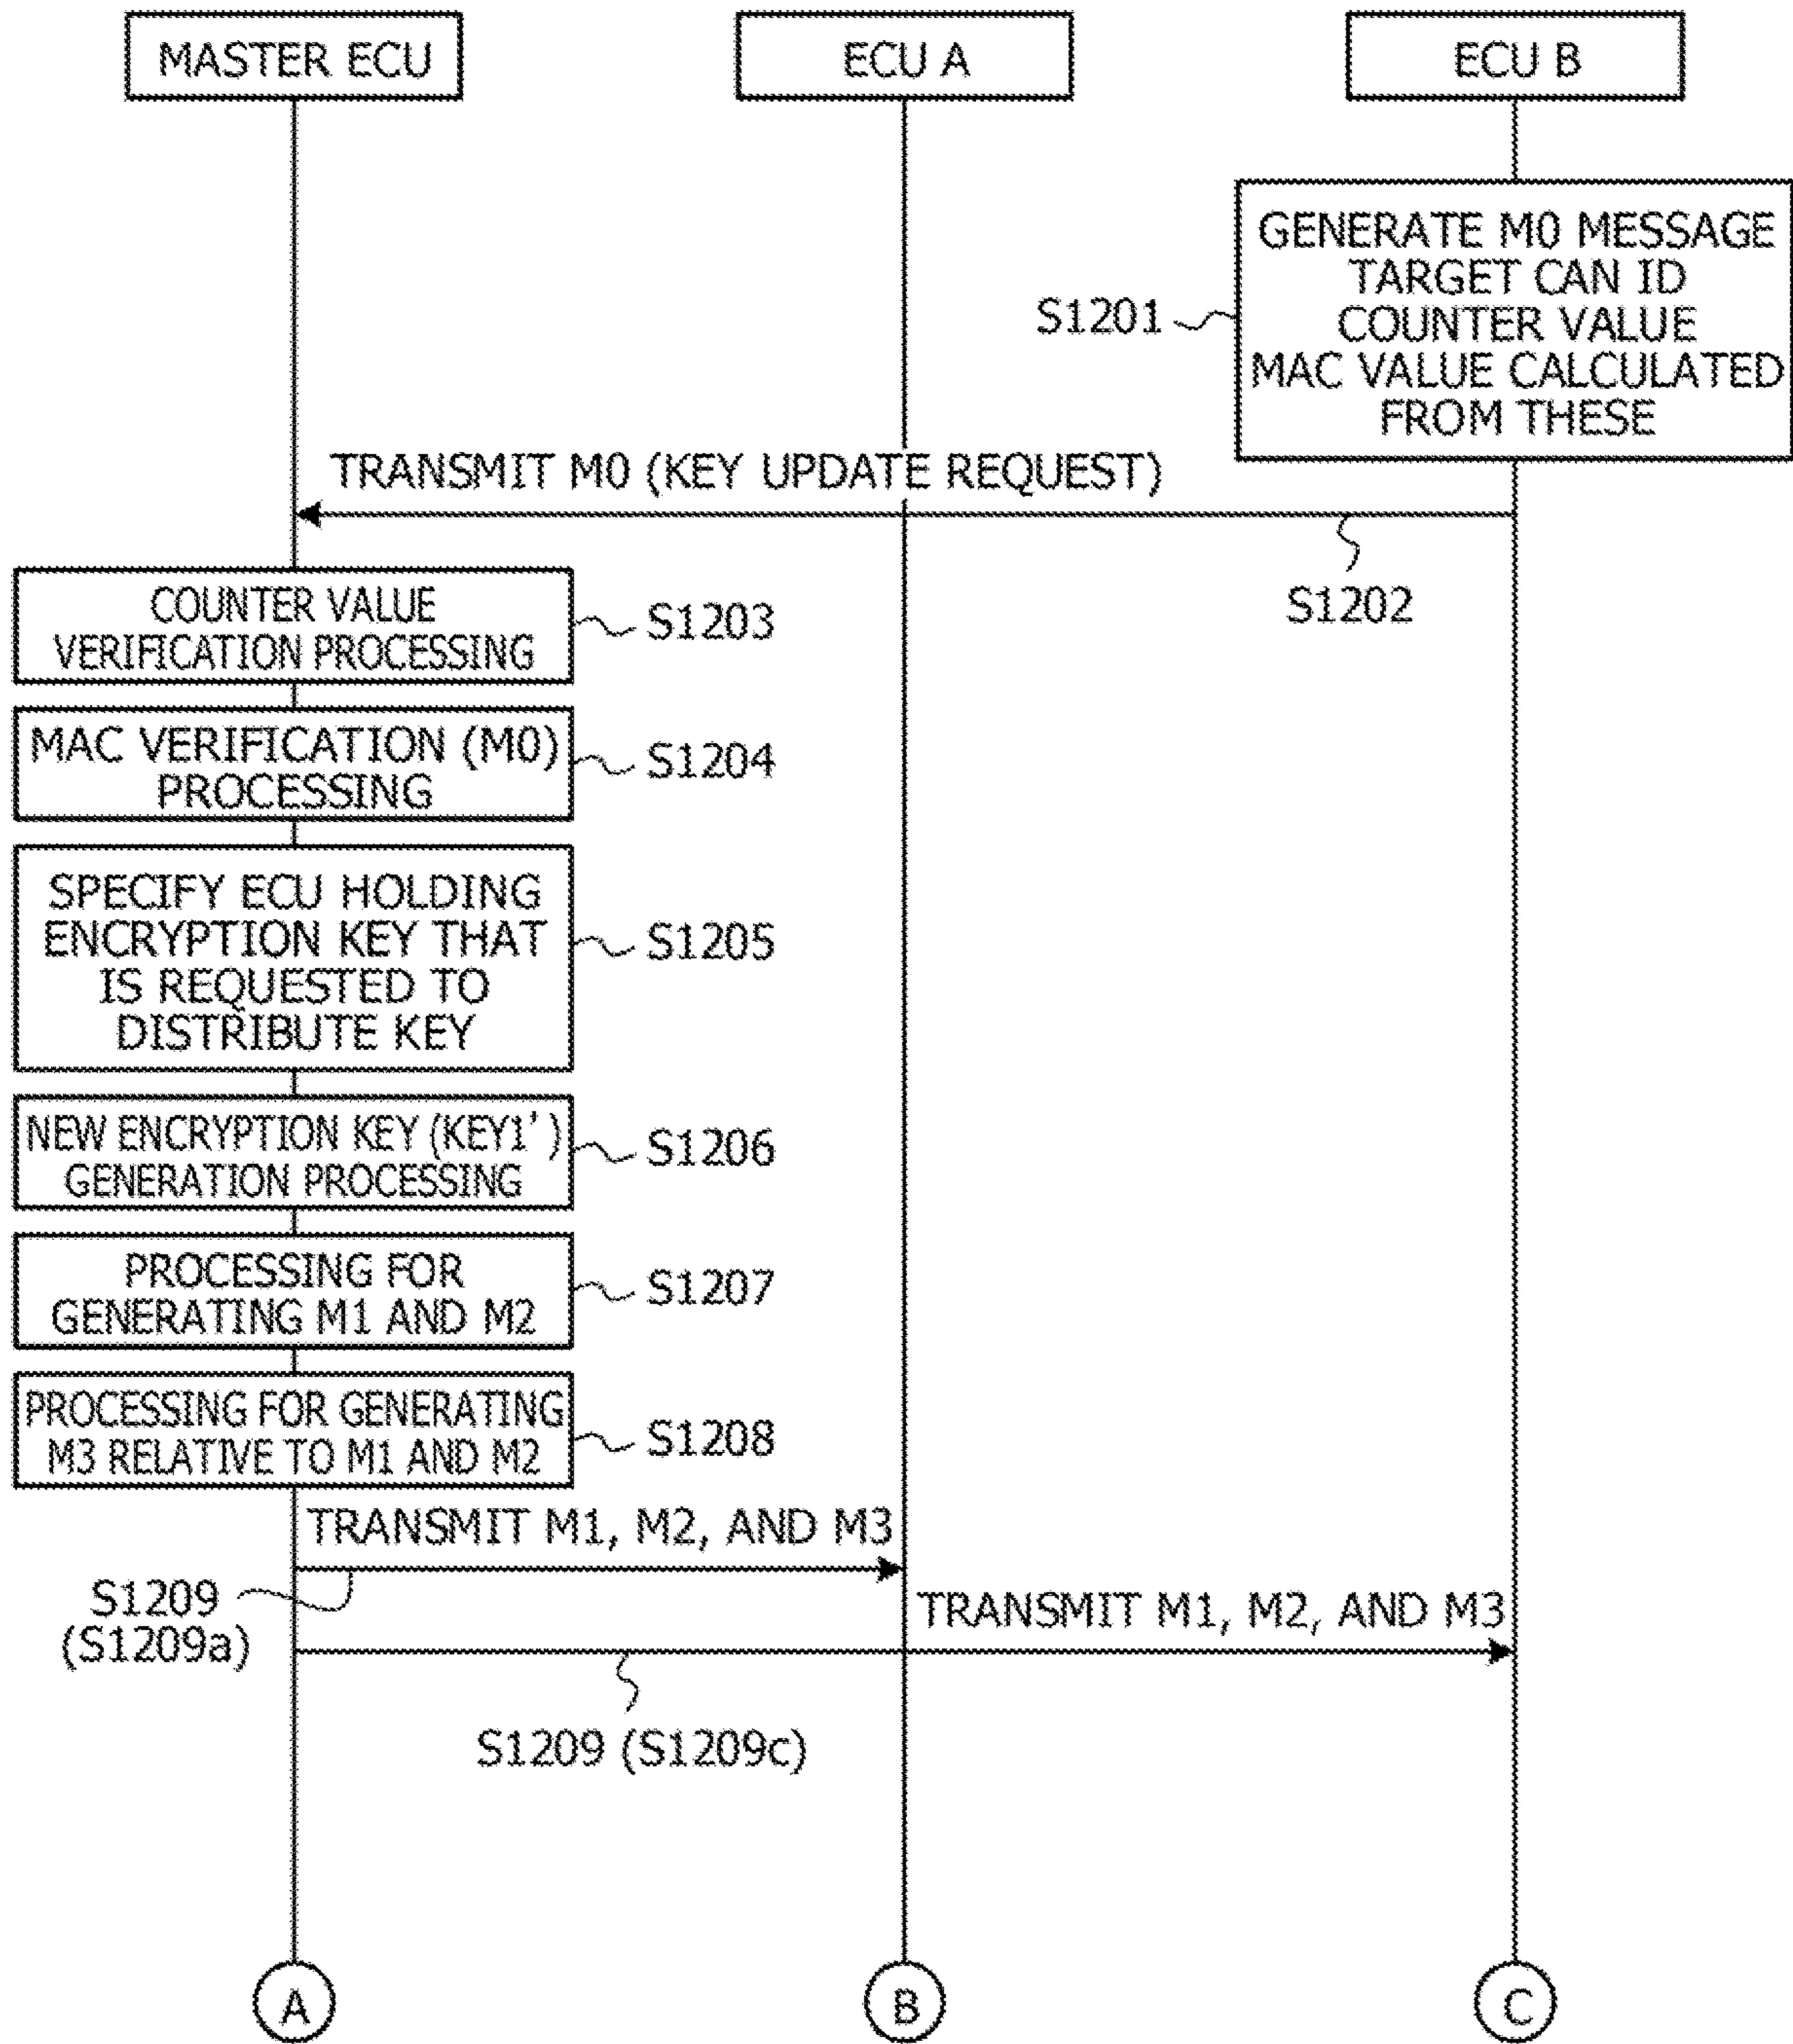 MASTER ECU
ECU A
ECU B
GENERATE M0 MESSAGE
TARGET CAN ID
COUNTER VALUE
MAC VALUE CALCULATED
FROM THESE
S1201
TRANSMIT M0 (KEY UPDATE REQUEST)
S1202
COUNTER VALUE
VERIFICATION PROCESSING
S1203
MAC VERIFICATION (M0)
PROCESSING
S1204
SPECIFY ECU HOLDING
ENCRYPTION KEY THAT
IS REQUESTED TO
DISTRIBUTE KEY
S1205
NEW ENCRYPTION KEY (KEY1')
GENERATION PROCESSING
S1206
PROCESSING FOR
GENERATING M1 AND M2
S1207
PROCESSING FOR GENERATING
M3 RELATIVE TO M1 AND M2
S1208
TRANSMIT M1, M2, AND M3
S1209
(S1209a)
TRANSMIT M1, M2, AND M3
S1209 (S1209c)
A
B
C